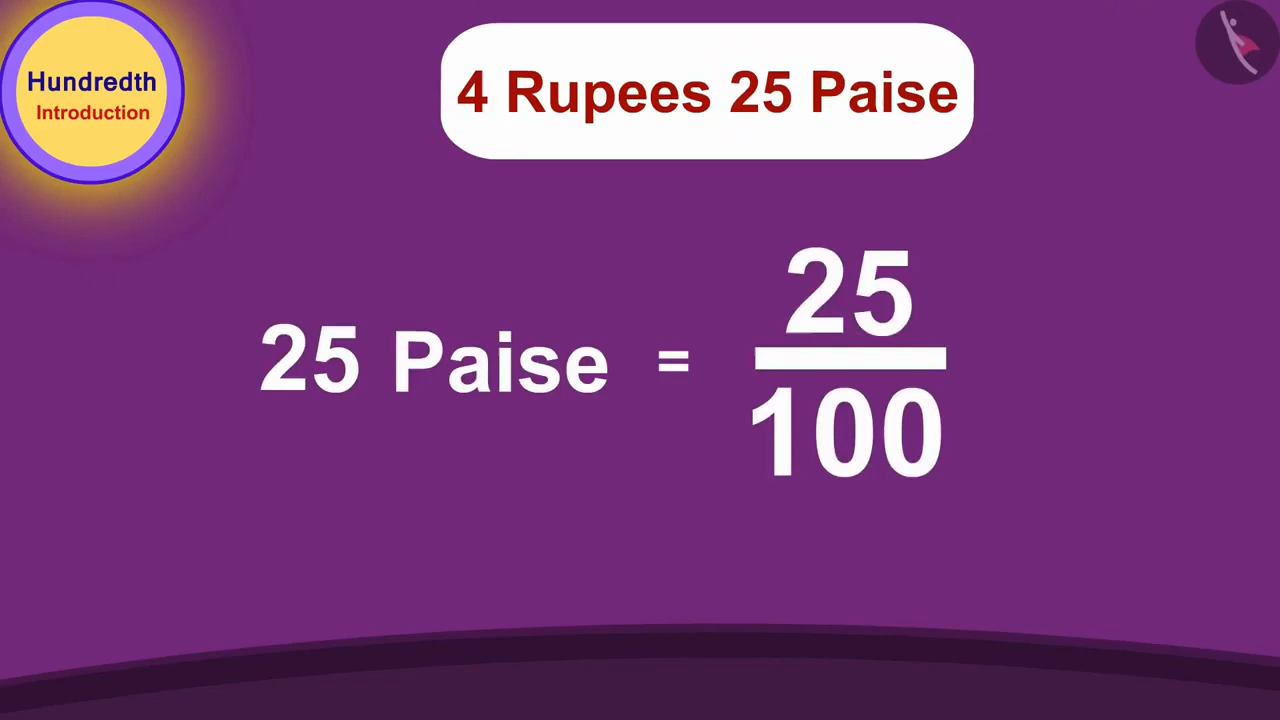 Hundredth
Introduction
4 Rupees 25 Paise
25 Paise = 25/100